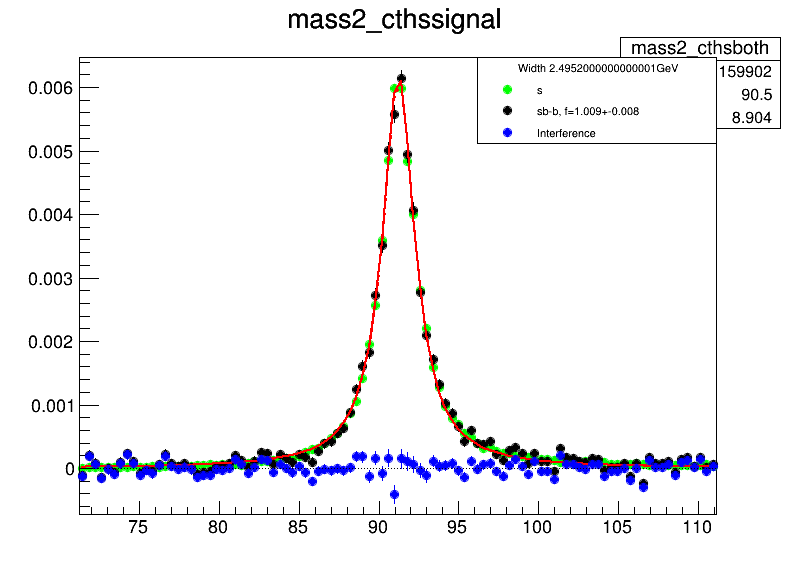 mass2_cthssignal
mass2_cthsboth
159902
90.5
8.904
Width 2.4952000000000001GeV
s
sb-b, f=1.009+-0.008
Interference
0.006
0.005
0.004
0.003
0.002
0.001
0
75 80 85 90 95 100 105 110